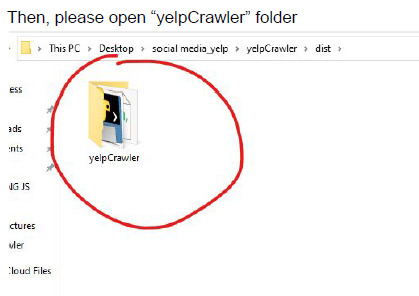 Then, please open “yelpCrawler” folder
This PC › Desktop › social media_yelp › yelpCrawler › dist ›
ess
ads
ents
yelpCrawler
NG JS
ctures
wler
Cloud Files